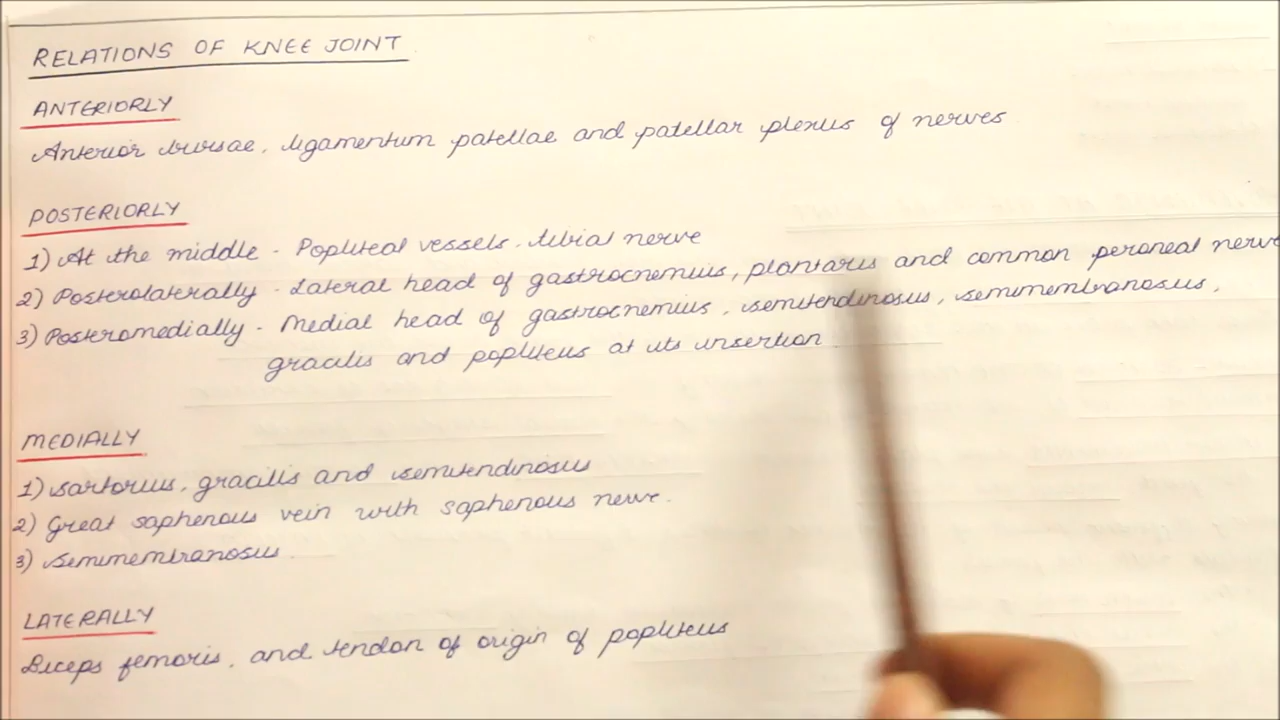 RELATIONS OF KNEE JOINT
ANTERIORLY
Anterior bursae, ligamentum patellae and patellar plexus of nerves
POSTERIORLY
1) At the middle - Popliteal vessels, tibial nerve
2) Posterolaterally - Lateral head of gastrocnemius, plantaris and common peroneal nerve
3) Posteromedially - Medial head of gastrocnemius, semitendinosus, semimembranosus,
gracilis and popliteus at its insertion
MEDIALLY
1) Sartorius, gracilis and semitendinosus
2) Great saphenous vein with saphenous nerve.
3) Semimembranosus
LATERALLY
Biceps femoris, and tendon of origin of popliteus